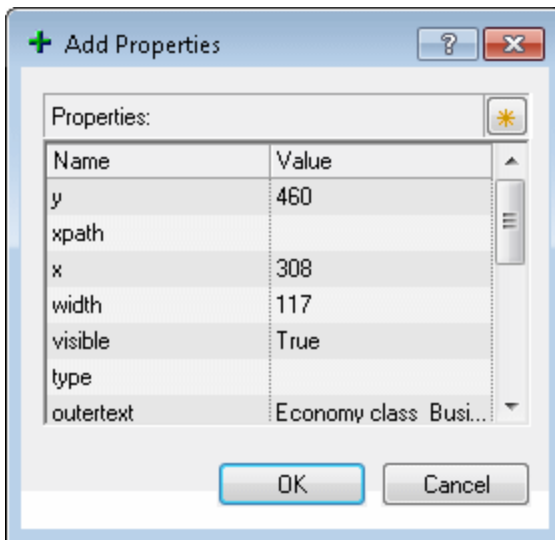 Add Properties
Properties:
Name Value
y 460
xpath
x 308
width 117
visible True
type
outertext Economy class Busi...
OK Cancel